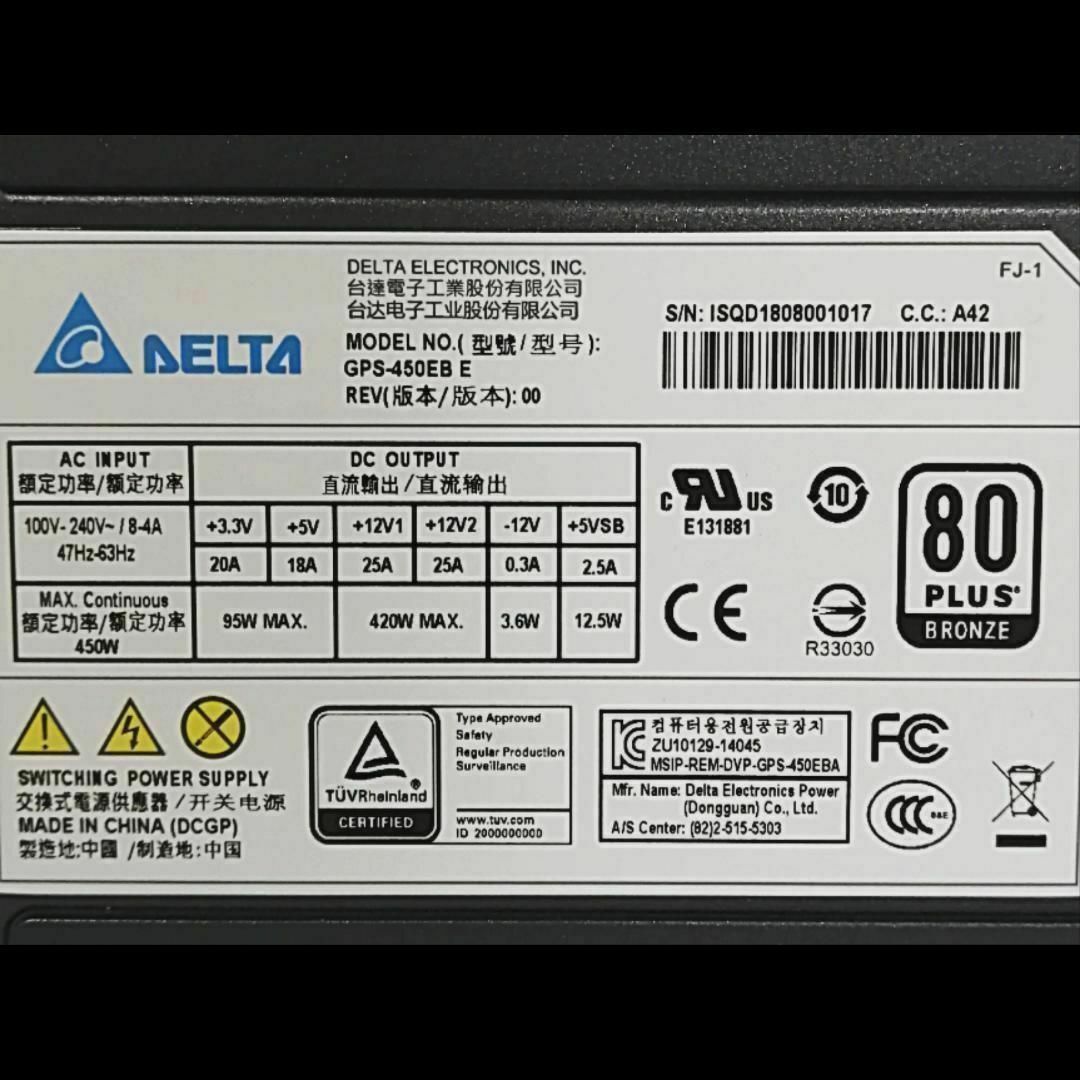 FJ-1
DELTA ELECTRONICS, INC.
台達電子工業股份有限公司
台达电子工业股份有限公司
DELTA
MODEL NO.( 型號/型号 ):
GPS-450EB E
REV(版本/版本): 00
S/N: ISQD1808001017 C.C.: A42
AC INPUT
額定功率/额定功率
DC OUTPUT
直流輸出/直流输出
100V- 240V~ / 8-4A
47Hz-63Hz
+3.3V +5V +12V1 +12V2 -12V +5VSB
20A 18A 25A 25A 0.3A 2.5A
MAX. Continuous
額定功率/额定功率
450W
95W MAX. 420W MAX. 3.6W 12.5W
C RU US
E131881
10
CE
R33030
80
PLUS
BRONZE
SWITCHING POWER SUPPLY
交換式電源供應器 / 开关电源
MADE IN CHINA (DCGP)
製造地:中國 /制造地:中国
TÜVRheinland®
CERTIFIED
Type Approved
Safety
Regular Production
Surveillance
www.tuv.com
ID 2000000000
컴퓨터용전원공급장치
ZU10129-14045
MSIP-REM-DVP-GPS-450EBA
Mfr. Name: Delta Electronics Power
(Dongguan) Co., Ltd.
A/S Center: (82)2-515-5303
FC
CCC S&E